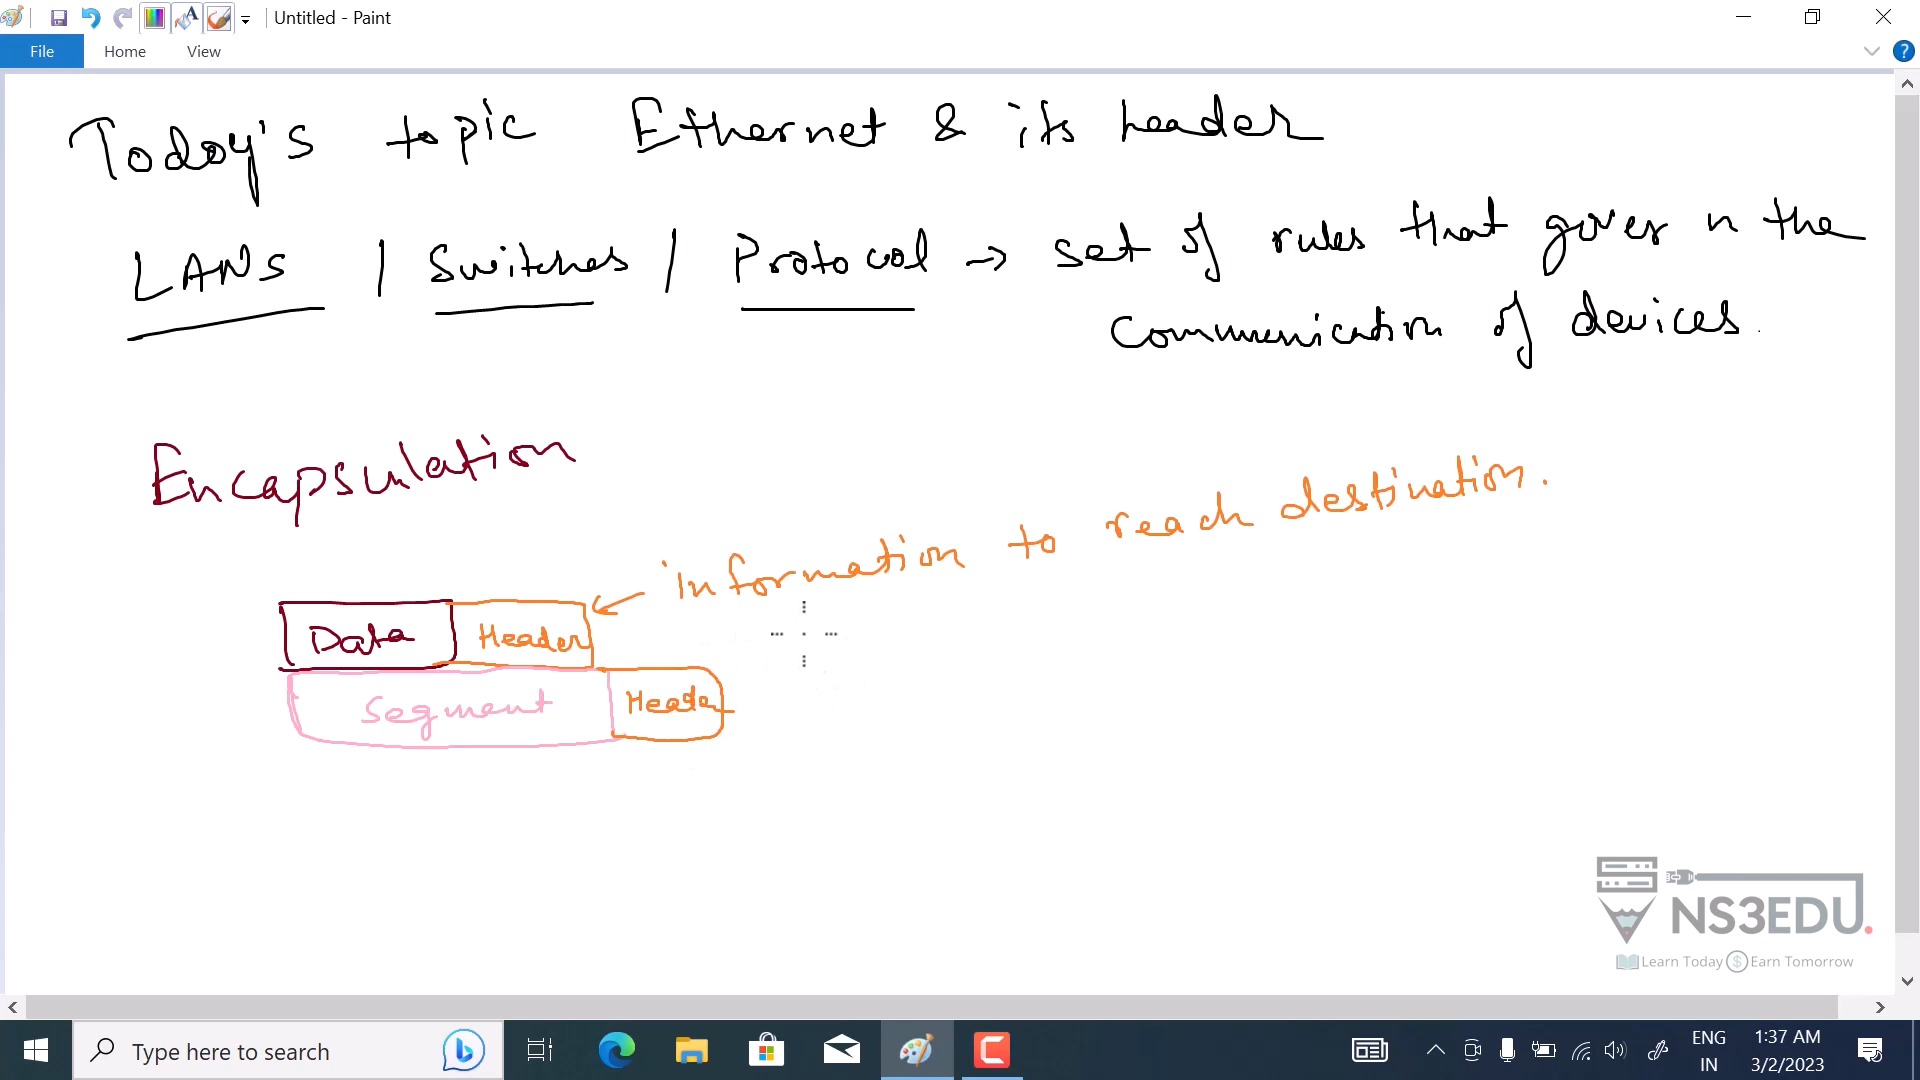 Untitled - Paint
File Home View
Today's topic Ethernet & its header
LANs / Switches / Protocol → set of rules that govern the
communication of devices.
Encapsulation
information to reach destination.
Data Header
Segment Header
NS3EDU.
Learn Today $ Earn Tomorrow
Type here to search
ENG
IN
1:37 AM
3/2/2023